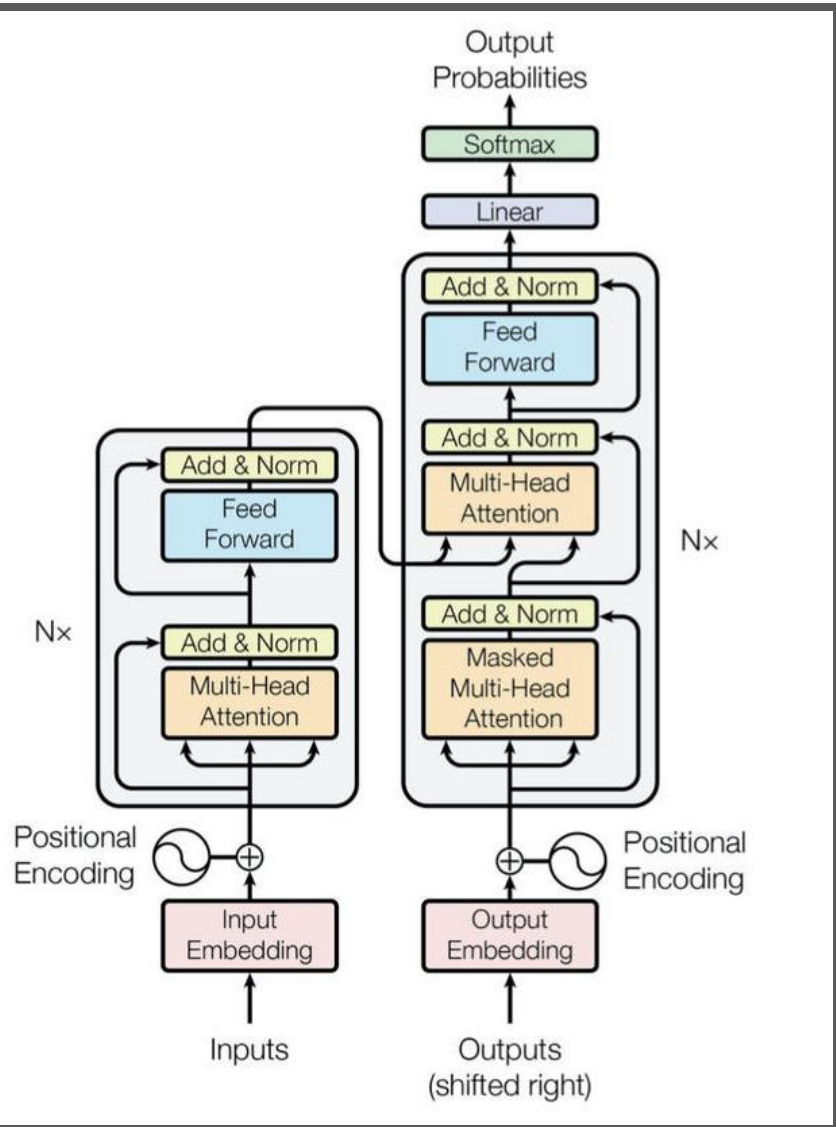 Output
Probabilities
Softmax
Linear
Add & Norm
Feed
Forward
Add & Norm
Multi-Head
Attention
Add & Norm
Masked
Multi-Head
Attention
Nx
Add & Norm
Feed
Forward
Add & Norm
Multi-Head
Attention
Nx
Positional
Encoding
Positional
Encoding
Input
Embedding
Output
Embedding
Inputs
Outputs
(shifted right)